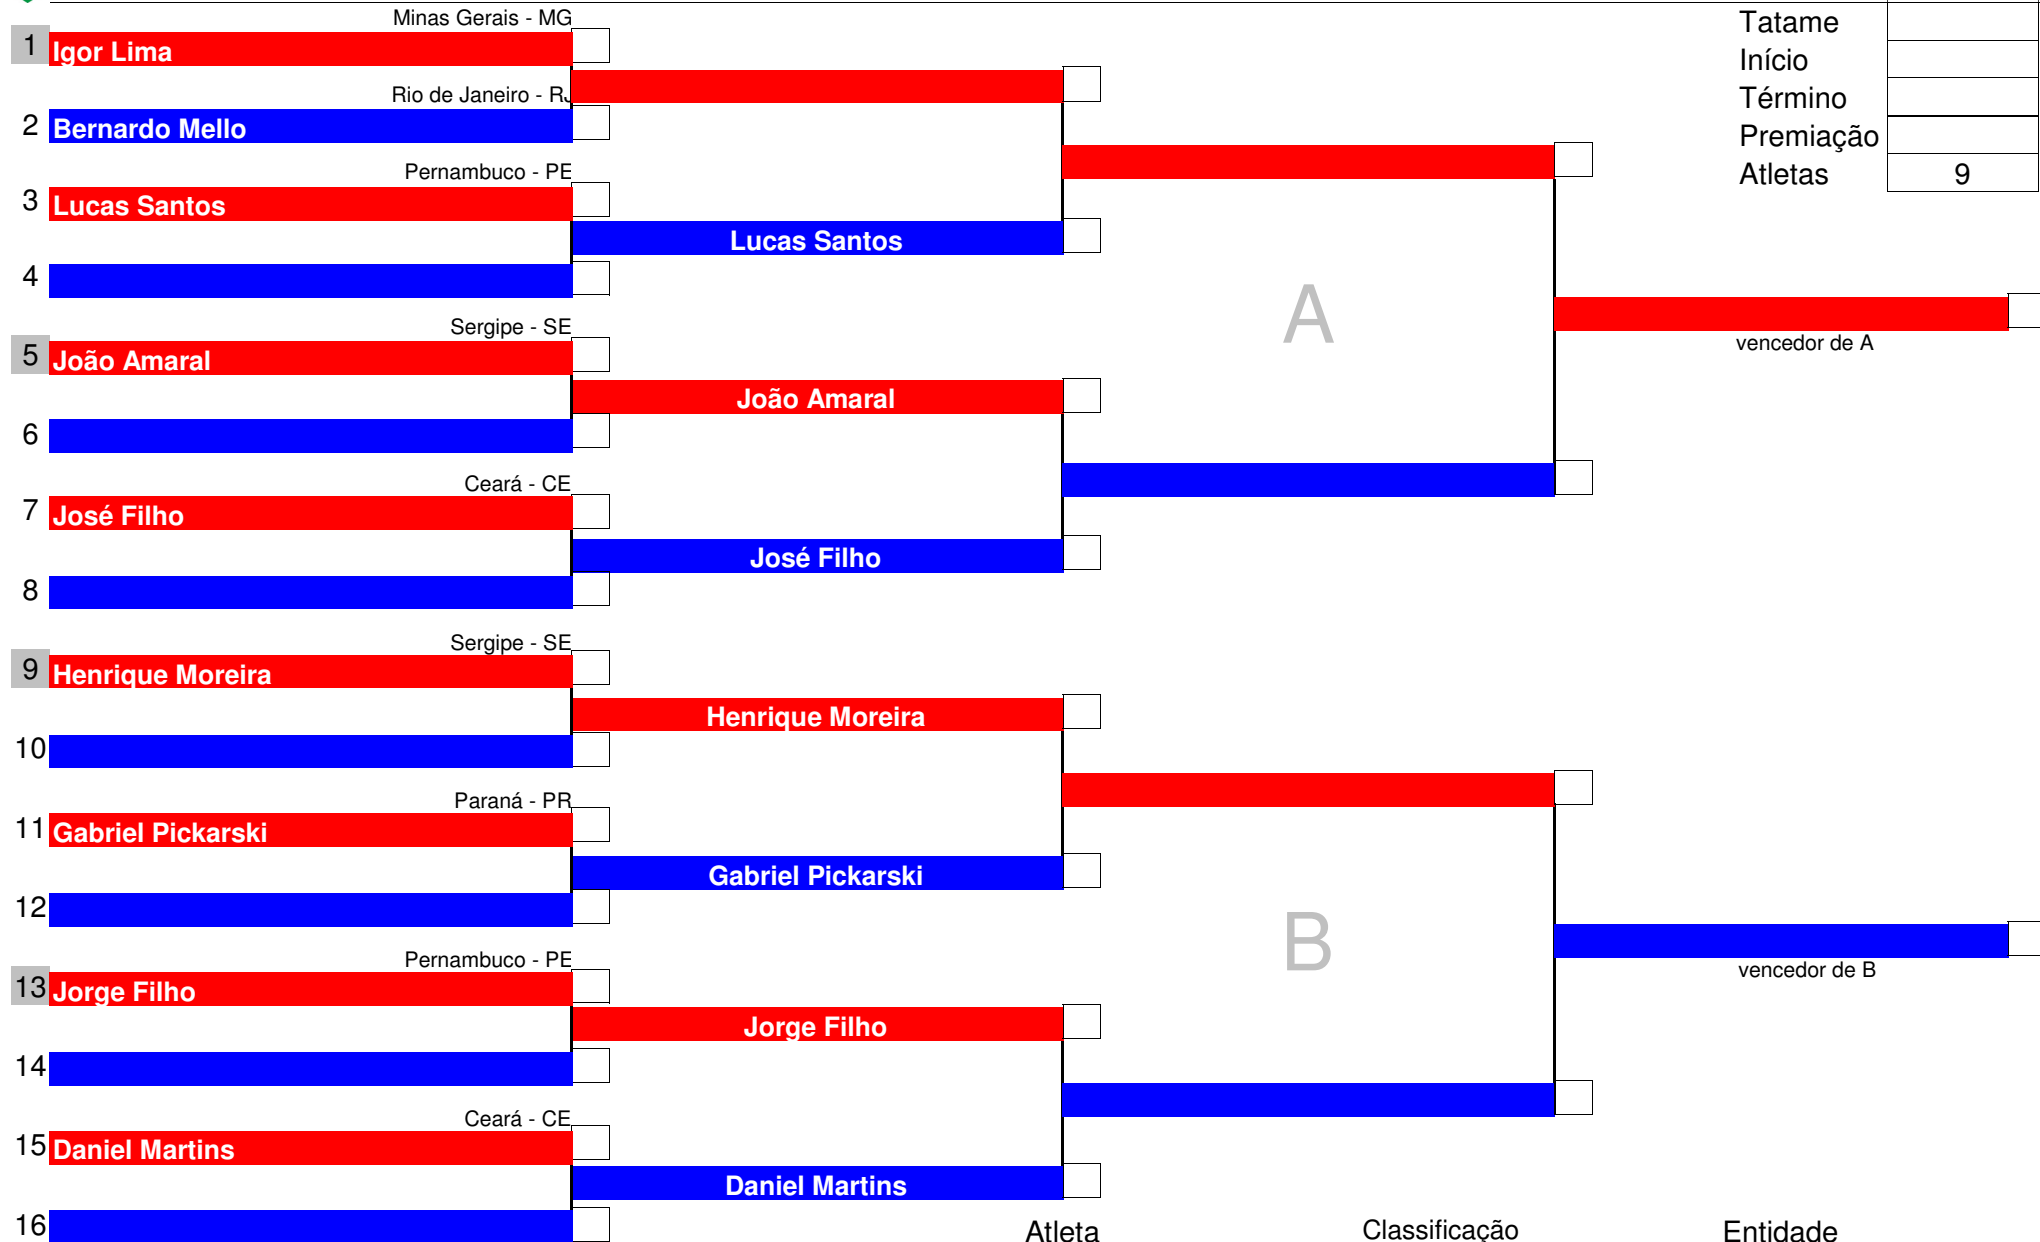 Minas Gerais - MG
1 Igor Lima
Rio de Janeiro - RJ
2 Bernardo Mello
Pernambuco - PE
3 Lucas Santos
Lucas Santos
4
Sergipe - SE
5 João Amaral
João Amaral
6
Ceará - CE
7 José Filho
José Filho
8
Sergipe - SE
9 Henrique Moreira
Henrique Moreira
10
Paraná - PR
11 Gabriel Pickarski
Gabriel Pickarski
12
Pernambuco - PE
13 Jorge Filho
Jorge Filho
14
Ceará - CE
15 Daniel Martins
Daniel Martins
16
A
B
vencedor de A
vencedor de B
Tatame
Início
Término
Premiação
Atletas 9
Atleta Classificação Entidade